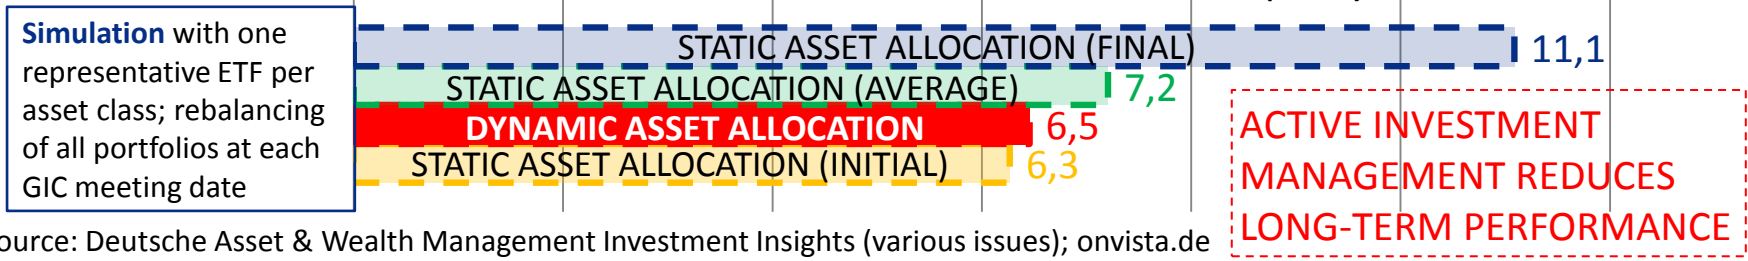 Simulation with one
representative ETF per
asset class; rebalancing
of all portfolios at each
GIC meeting date
STATIC ASSET ALLOCATION (FINAL) 11,1
STATIC ASSET ALLOCATION (AVERAGE) 7,2
DYNAMIC ASSET ALLOCATION 6,5
STATIC ASSET ALLOCATION (INITIAL) 6,3
ACTIVE INVESTMENT
MANAGEMENT REDUCES
LONG-TERM PERFORMANCE
ource: Deutsche Asset & Wealth Management Investment Insights (various issues); onvista.de